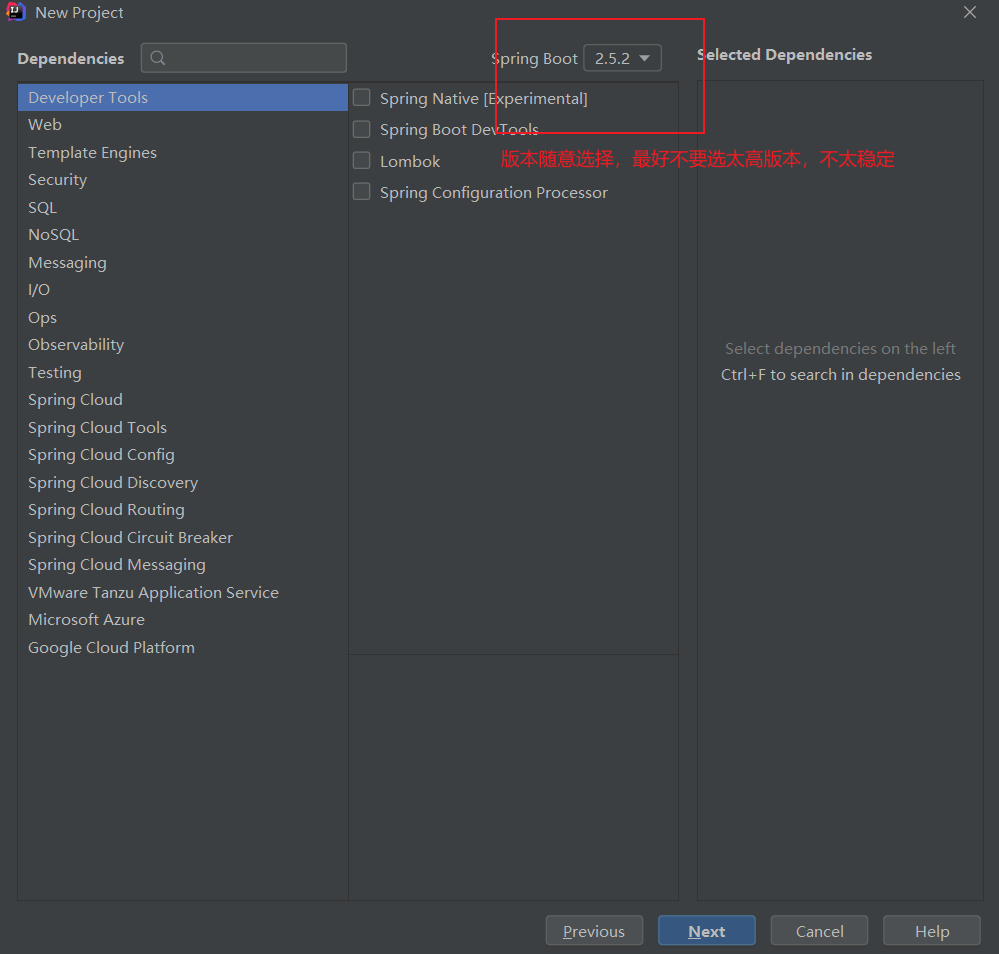 New Project
Dependencies
Spring Boot 2.5.2
Selected Dependencies
Developer Tools
Web
Template Engines
Security
SQL
NoSQL
Messaging
I/O
Ops
Observability
Testing
Spring Cloud
Spring Cloud Tools
Spring Cloud Config
Spring Cloud Discovery
Spring Cloud Routing
Spring Cloud Circuit Breaker
Spring Cloud Messaging
VMware Tanzu Application Service
Microsoft Azure
Google Cloud Platform
Spring Native [Experimental]
Spring Boot DevTools
Lombok
Spring Configuration Processor
版本随意选择，最好不要选太高版本，不太稳定
Select dependencies on the left
Ctrl+F to search in dependencies
Previous
Next
Cancel
Help